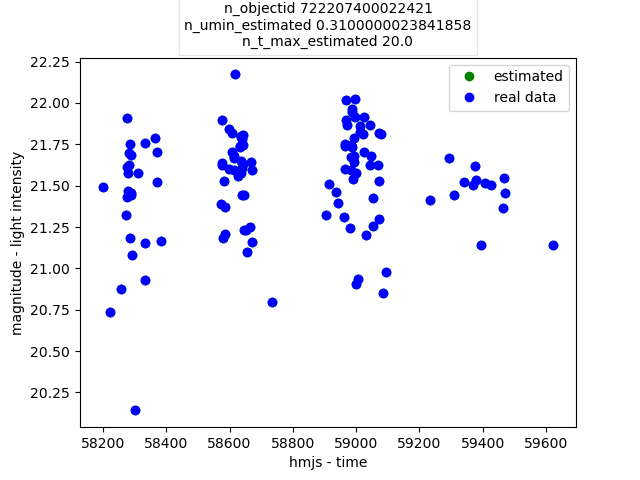 n_objectid 722207400022421
n_umin_estimated 0.3100000023841858
n_t_max_estimated 20.0
22.25
22.00
21.75
21.50
21.25
21.00
20.75
20.50
20.25
magnitude - light intensity
estimated
real data
58200 58400 58600 58800 59000 59200 59400 59600
hmjs - time